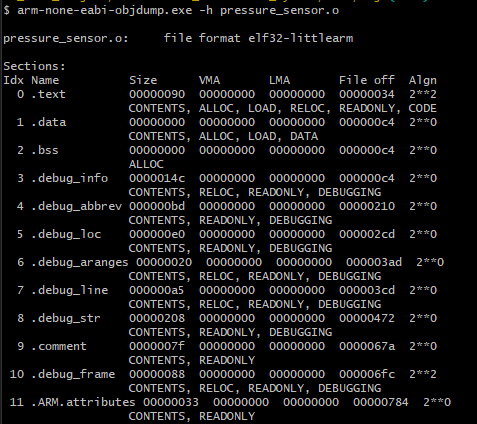 $ arm-none-eabi-objdump.exe -h pressure_sensor.o
pressure_sensor.o:     file format elf32-littlearm
Sections:
Idx Name          Size      VMA       LMA       File off  Algn
  0 .text         00000090  00000000  00000000  00000034  2**2
                  CONTENTS, ALLOC, LOAD, RELOC, READONLY, CODE
  1 .data         00000000  00000000  00000000  000000c4  2**0
                  CONTENTS, ALLOC, LOAD, DATA
  2 .bss          00000000  00000000  00000000  000000c4  2**0
                  ALLOC
  3 .debug_info   0000014c  00000000  00000000  000000c4  2**0
                  CONTENTS, RELOC, READONLY, DEBUGGING
  4 .debug_abbrev 000000bd  00000000  00000000  00000210  2**0
                  CONTENTS, READONLY, DEBUGGING
  5 .debug_loc    000000e0  00000000  00000000  000002cd  2**0
                  CONTENTS, READONLY, DEBUGGING
  6 .debug_aranges 00000020  00000000  00000000  000003ad  2**0
                  CONTENTS, RELOC, READONLY, DEBUGGING
  7 .debug_line   000000a5  00000000  00000000  000003cd  2**0
                  CONTENTS, RELOC, READONLY, DEBUGGING
  8 .debug_str    00000208  00000000  00000000  00000472  2**0
                  CONTENTS, READONLY, DEBUGGING
  9 .comment      0000007f  00000000  00000000  0000067a  2**0
                  CONTENTS, READONLY
 10 .debug_frame  00000088  00000000  00000000  000006fc  2**2
                  CONTENTS, RELOC, READONLY, DEBUGGING
 11 .ARM.attributes 00000033  00000000  00000000  00000784  2**0
                  CONTENTS, READONLY